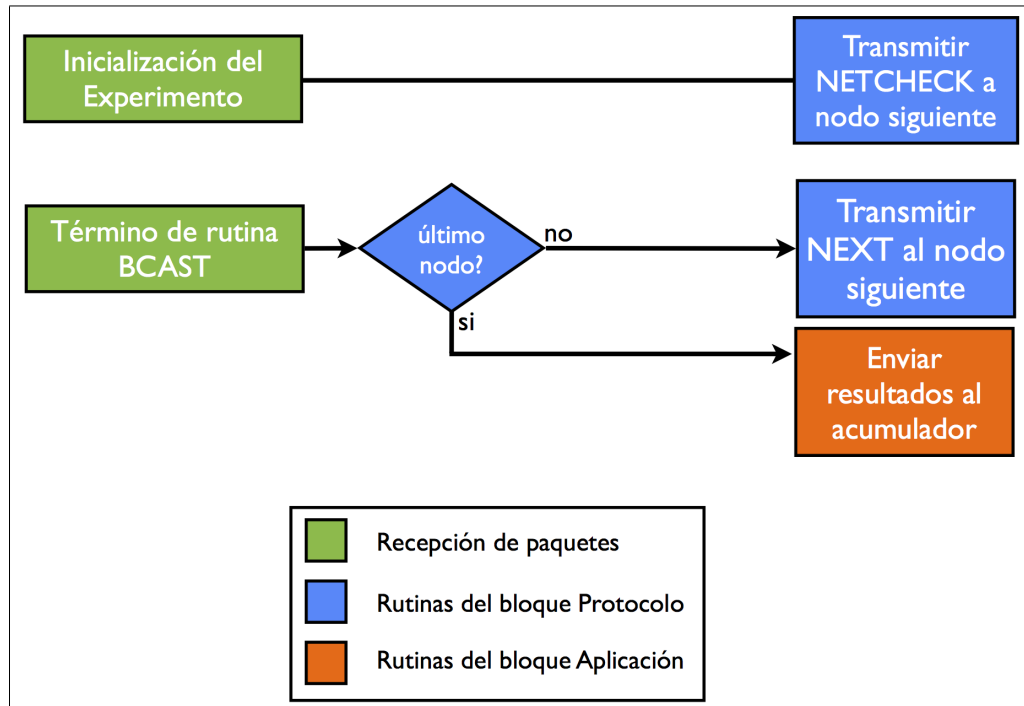 Inicialización del
Experimento
Transmitir
NETCHECK a
nodo siguiente
Término de rutina
BCAST
último
nodo?
no
si
Transmitir
NEXT al nodo
siguiente
Enviar
resultados al
acumulador
Recepción de paquetes
Rutinas del bloque Protocolo
Rutinas del bloque Aplicación